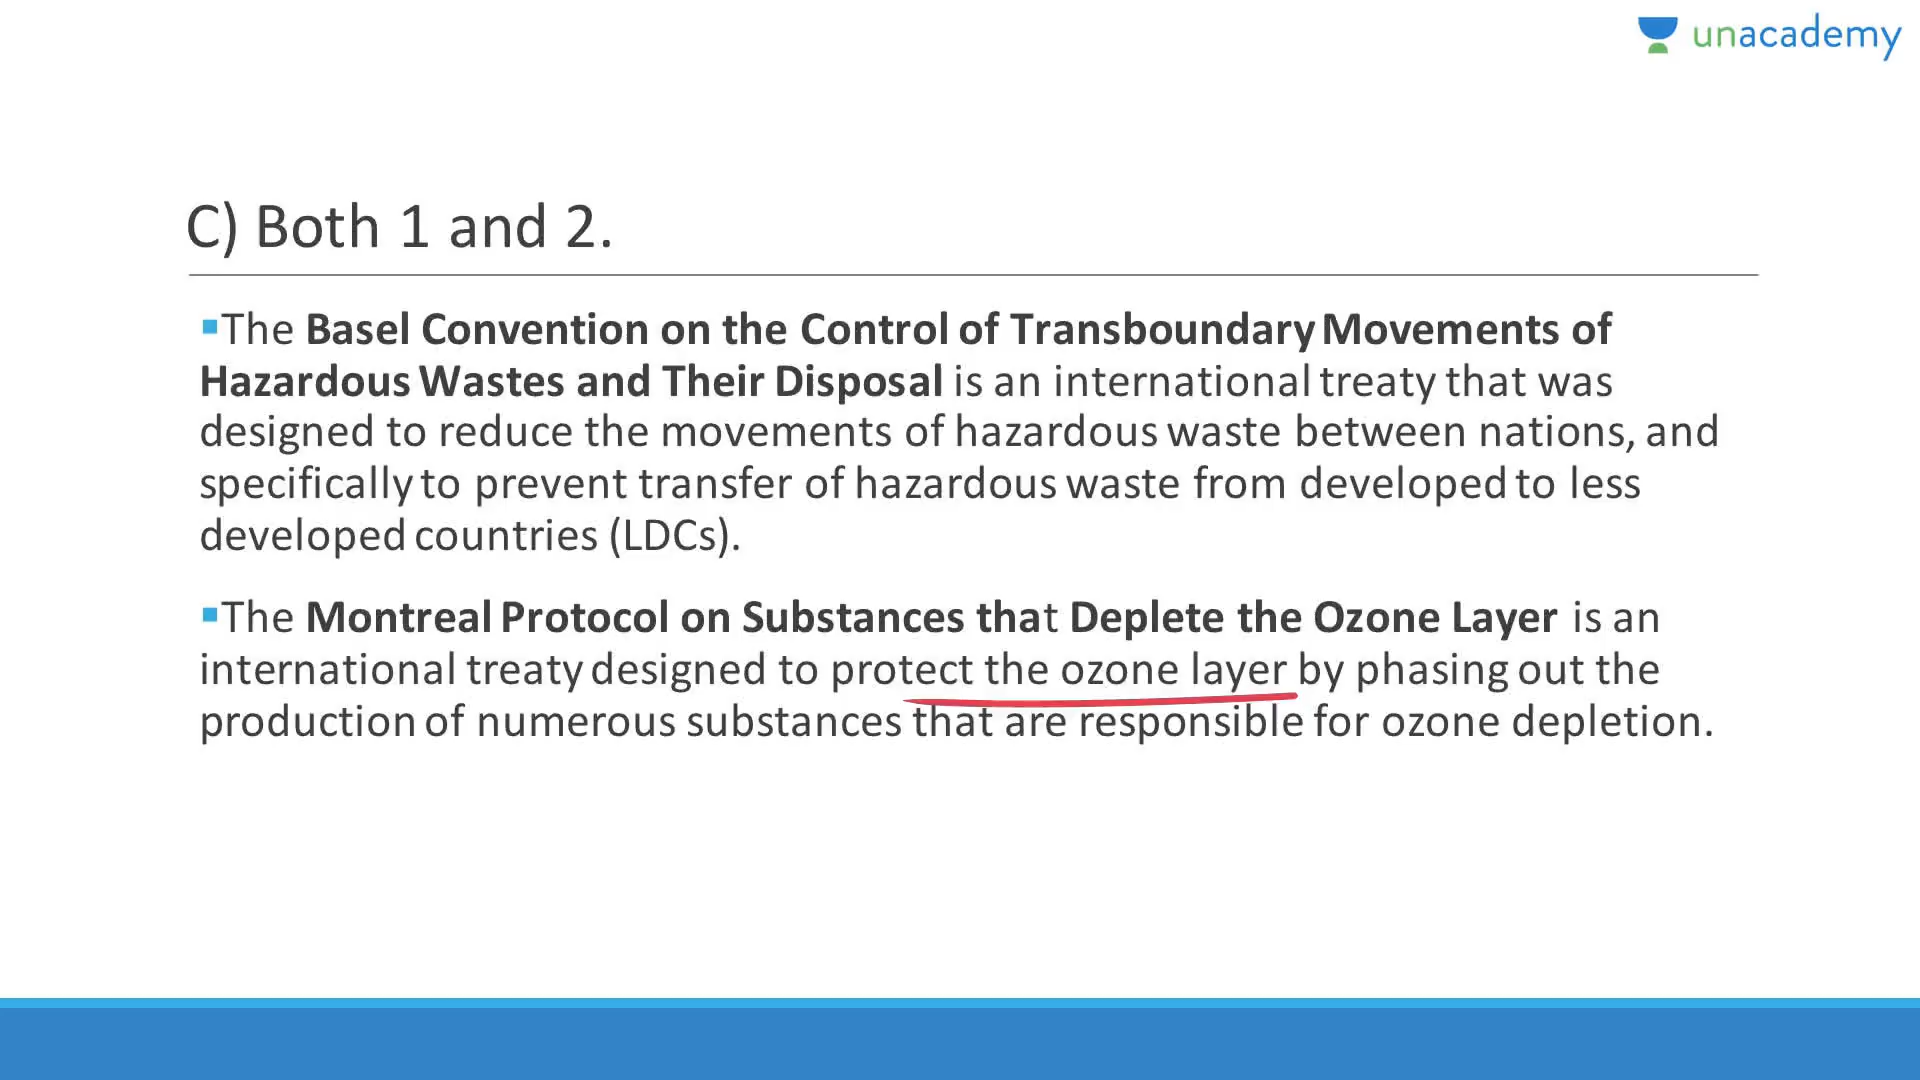 unacademy
C) Both 1 and 2.
▪The Basel Convention on the Control of Transboundary Movements of
Hazardous Wastes and Their Disposal is an international treaty that was
designed to reduce the movements of hazardous waste between nations, and
specifically to prevent transfer of hazardous waste from developed to less
developed countries (LDCs).
▪The Montreal Protocol on Substances that Deplete the Ozone Layer is an
international treaty designed to protect the ozone layer by phasing out the
production of numerous substances that are responsible for ozone depletion.